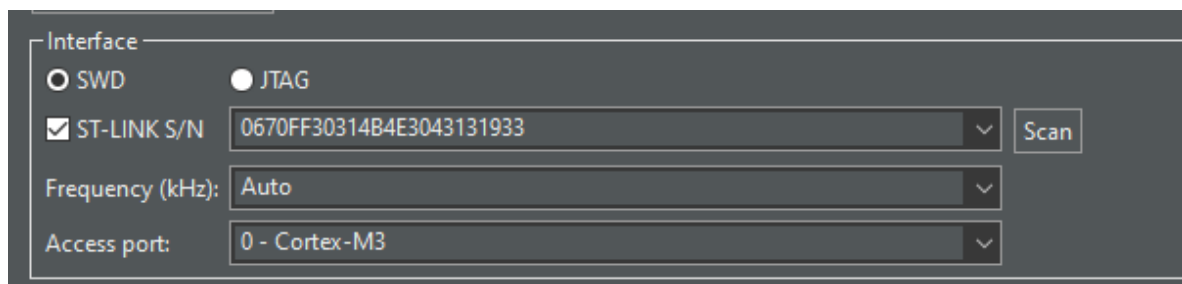 Interface
SWD JTAG
ST-LINK S/N 0670FF30314B4E3043131933 Scan
Frequency (kHz): Auto
Access port: 0 - Cortex-M3